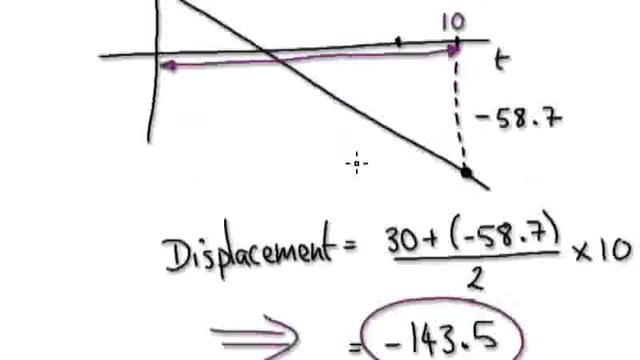 10
t
-58.7
Displacement = 30+(-58.7) / 2 ×10
⇒ = -143.5